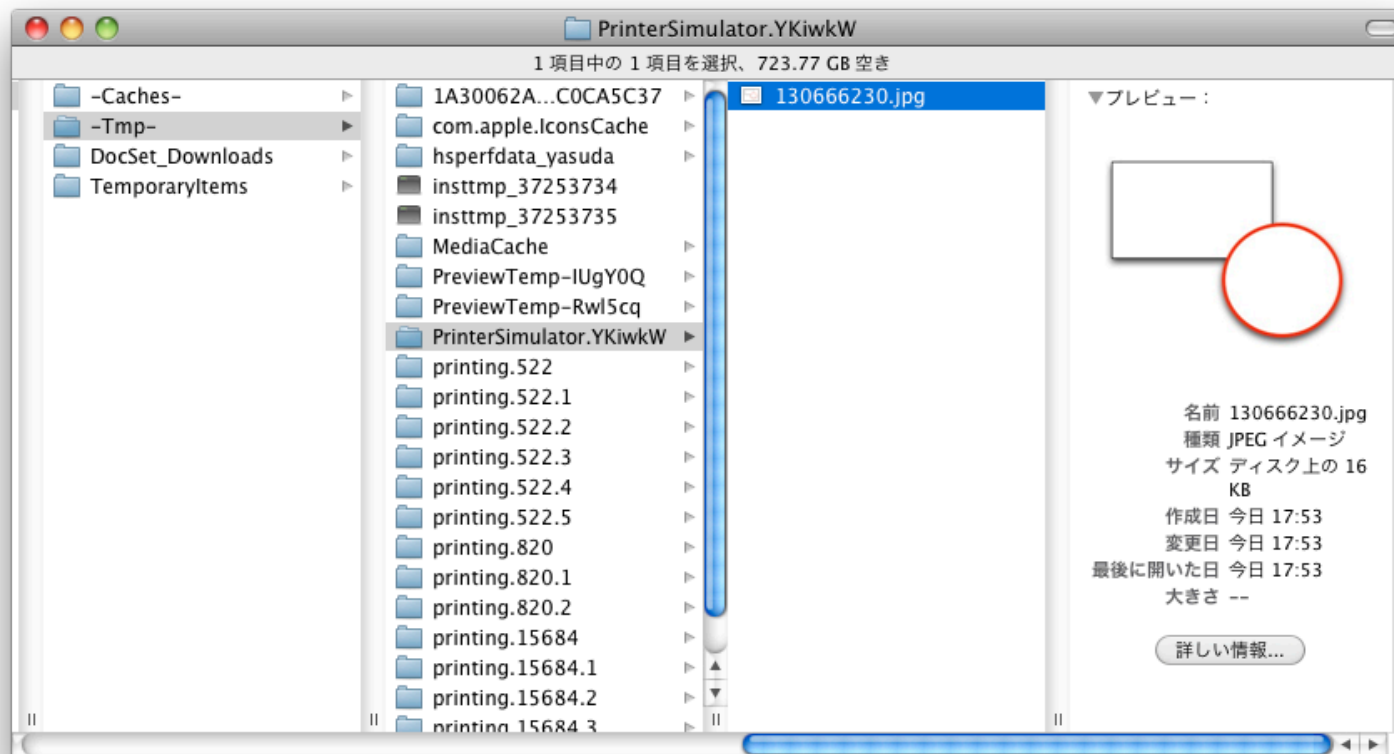 PrinterSimulator.YKiwkW
1 項目中の 1 項目を選択、723.77 GB 空き
-Caches-
-Tmp-
DocSet_Downloads
TemporaryItems
1A30062A...C0CA5C37
com.apple.IconsCache
hsperfdata_yasuda
insttmp_37253734
insttmp_37253735
MediaCache
PreviewTemp-IUgY0Q
PreviewTemp-Rwl5cq
PrinterSimulator.YKiwkW
printing.522
printing.522.1
printing.522.2
printing.522.3
printing.522.4
printing.522.5
printing.820
printing.820.1
printing.820.2
printing.15684
printing.15684.1
printing.15684.2
printing.15684.3
130666230.jpg
▼プレビュー：
名前 130666230.jpg
種類 JPEG イメージ
サイズ ディスク上の 16
KB
作成日 今日 17:53
変更日 今日 17:53
最後に開いた日 今日 17:53
大きさ --
詳しい情報...